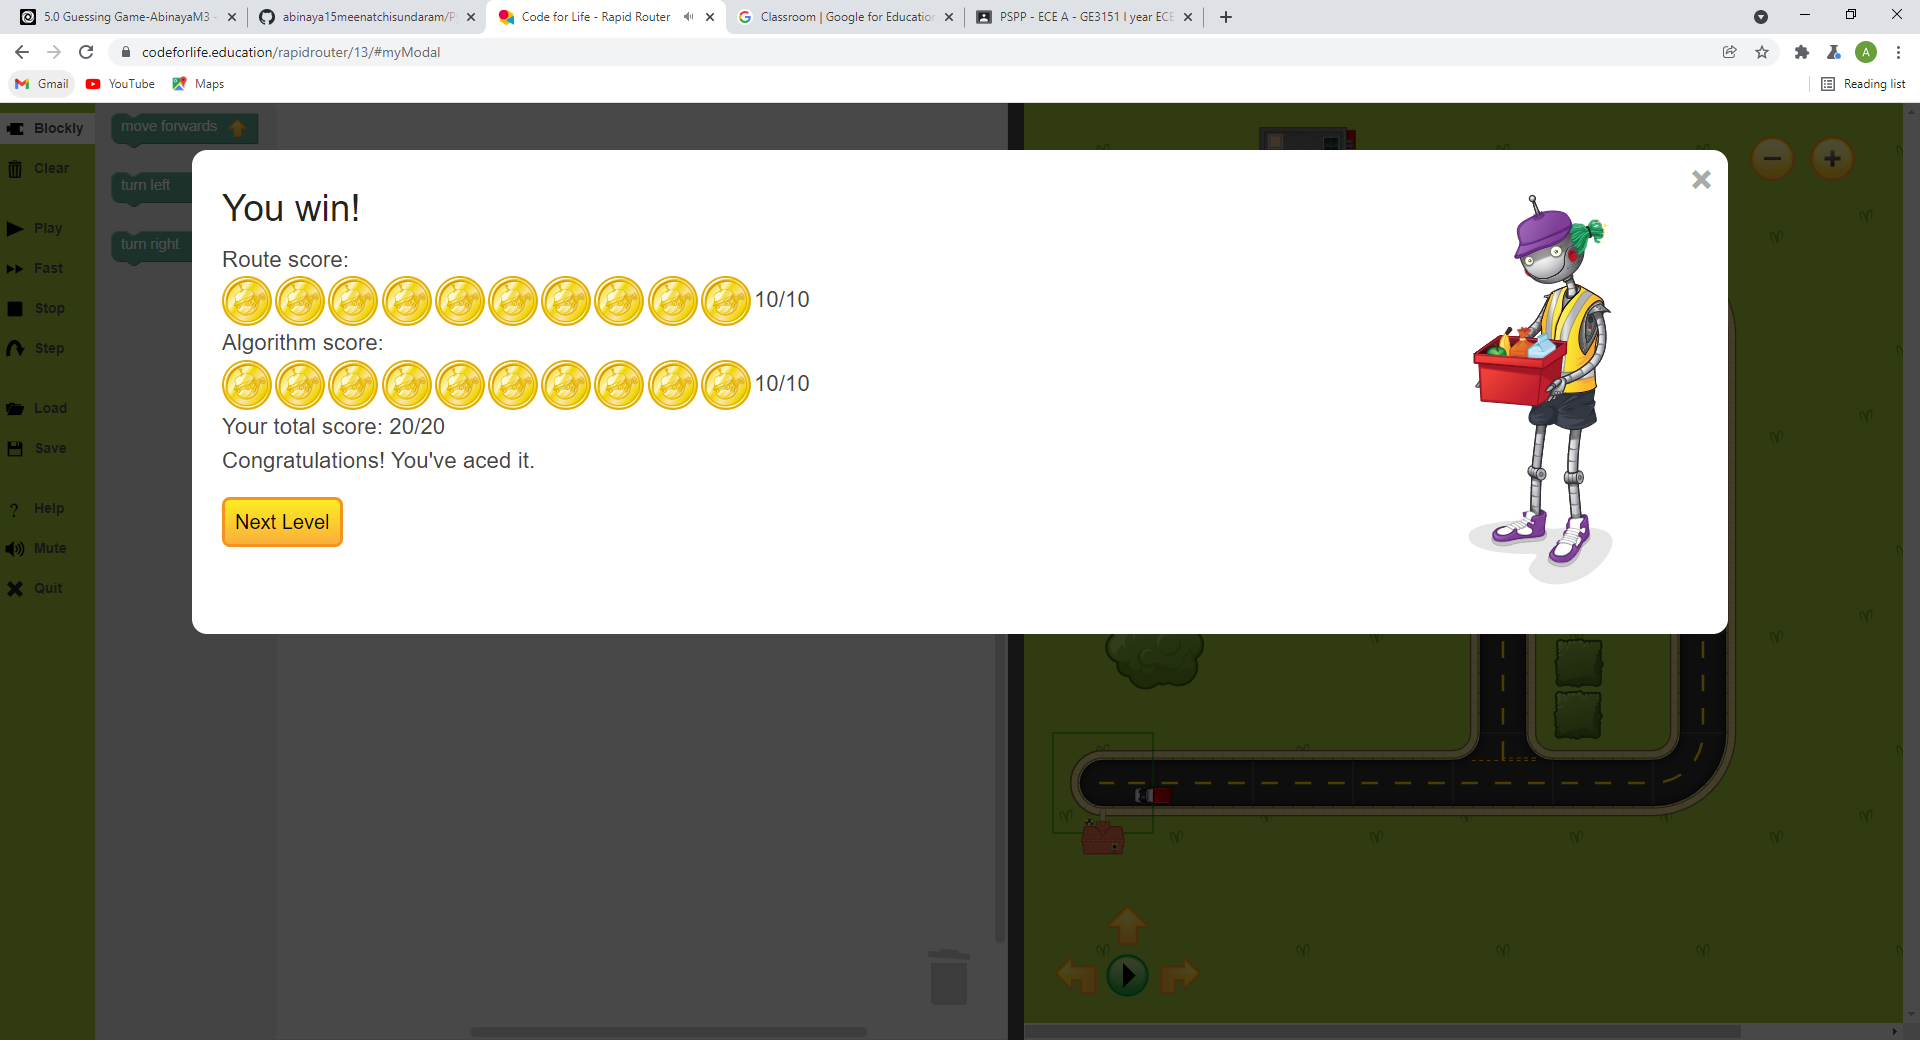 5.0 Guessing Game-AbinayaM3 -
abinaya15meenatchisundaram/P
Code for Life - Rapid Router
Classroom | Google for Education
PSPP - ECE A - GE3151 I year ECE
codeforlife.education/rapidrouter/13/#myModal
A
Gmail
YouTube
Maps
Reading list
Blockly
Clear
Play
Fast
Stop
Step
Load
Save
Help
Mute
Quit
move forwards
turn left
turn right
You win!
Route score:
10/10
Algorithm score:
10/10
Your total score: 20/20
Congratulations! You've aced it.
Next Level